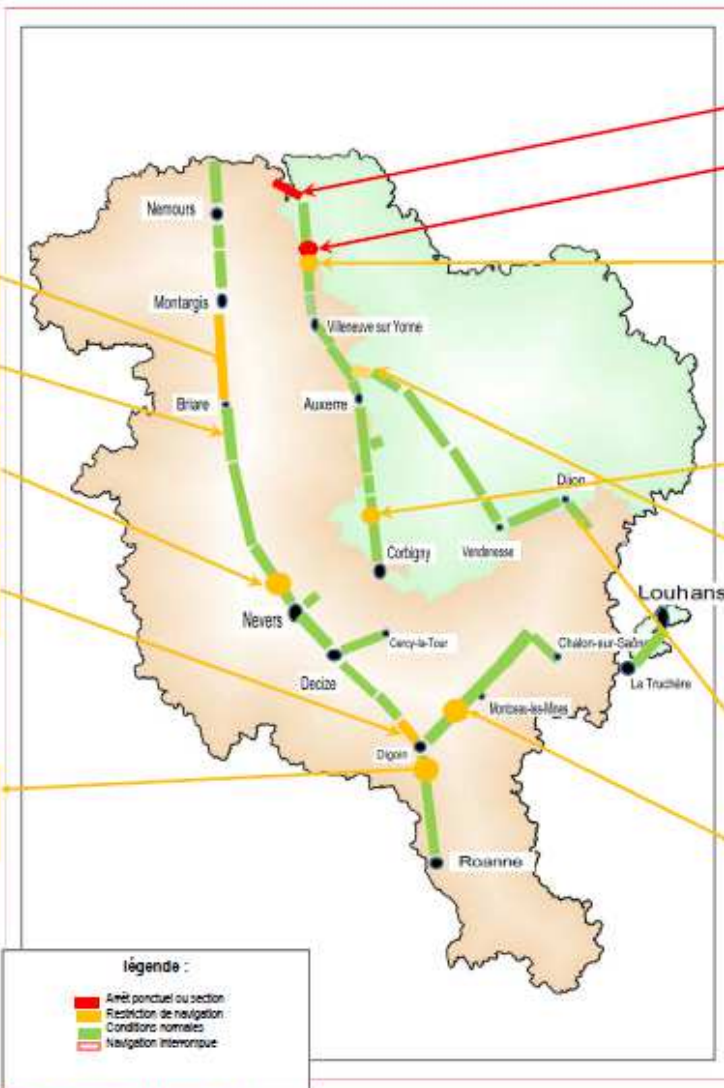 Nemours
Montargis
Villeneuve sur Yonne
Briare
Auxerre
Dijon
Corbigny
Vendenesse
Louhans
Nevers
Cercy-la-Tour
Chalon-sur-Saône
Decize
La Truchère
Montceau-les-Mines
Digoin
Roanne
légende :
Arrêt ponctuel ou section
Restriction de navigation
Conditions normales
Navigation interrompue